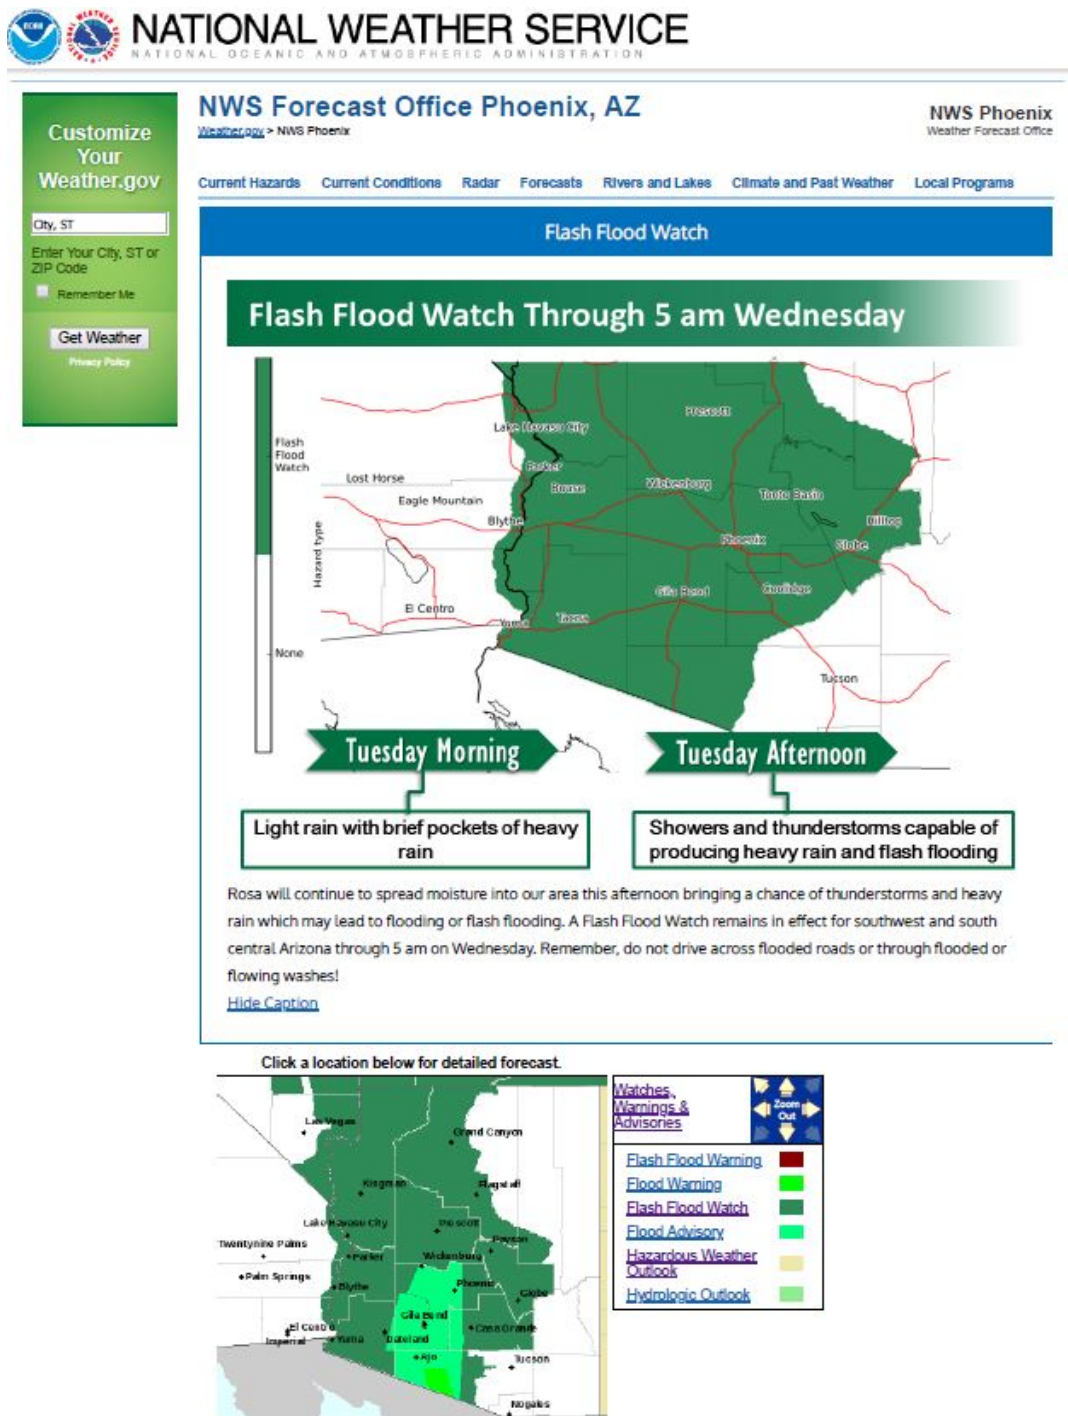 NATIONAL WEATHER SERVICE
NATIONAL OCEANIC AND ATMOSPHERIC ADMINISTRATION
Customize
Your
Weather.gov
City, ST
Enter Your City, ST or
ZIP Code
Remember Me
Get Weather
Privacy Policy
NWS Forecast Office Phoenix, AZ
Weather.gov > NWS Phoenix
NWS Phoenix
Weather Forecast Office
Current Hazards Current Conditions Radar Forecasts Rivers and Lakes Climate and Past Weather Local Programs
Flash Flood Watch
Flash Flood Watch Through 5 am Wednesday
Flash
Flood
Watch
Hazard type
None
Prescott
Lake Havasu City
Parker
Lost Horse
Bouse
Wickenburg
Tonto Basin
Eagle Mountain
Blythe
Hilltop
Phoenix
Globe
Gila Bend
Coolidge
El Centro
Yuma
Tacna
Tucson
Tuesday Morning
Tuesday Afternoon
Light rain with brief pockets of heavy
rain
Showers and thunderstorms capable of
producing heavy rain and flash flooding
Rosa will continue to spread moisture into our area this afternoon bringing a chance of thunderstorms and heavy
rain which may lead to flooding or flash flooding. A Flash Flood Watch remains in effect for southwest and south
central Arizona through 5 am on Wednesday. Remember, do not drive across flooded roads or through flooded or
flowing washes!
Hide Caption
Click a location below for detailed forecast.
Las Vegas
Grand Canyon
Kingman
Flagstaff
Lake Havasu City
Prescott
Payson
Twentynine Palms
Parker
Wickenburg
Palm Springs
Blythe
Phoenix
Globe
Gila Bend
El Centro
Imperial
Yuma
Dateland
Casa Grande
Ajo
Tucson
Nogales
Watches,
Warnings &
Advisories
Zoom
Out
Flash Flood Warning
Flood Warning
Flash Flood Watch
Flood Advisory
Hazardous Weather
Outlook
Hydrologic Outlook